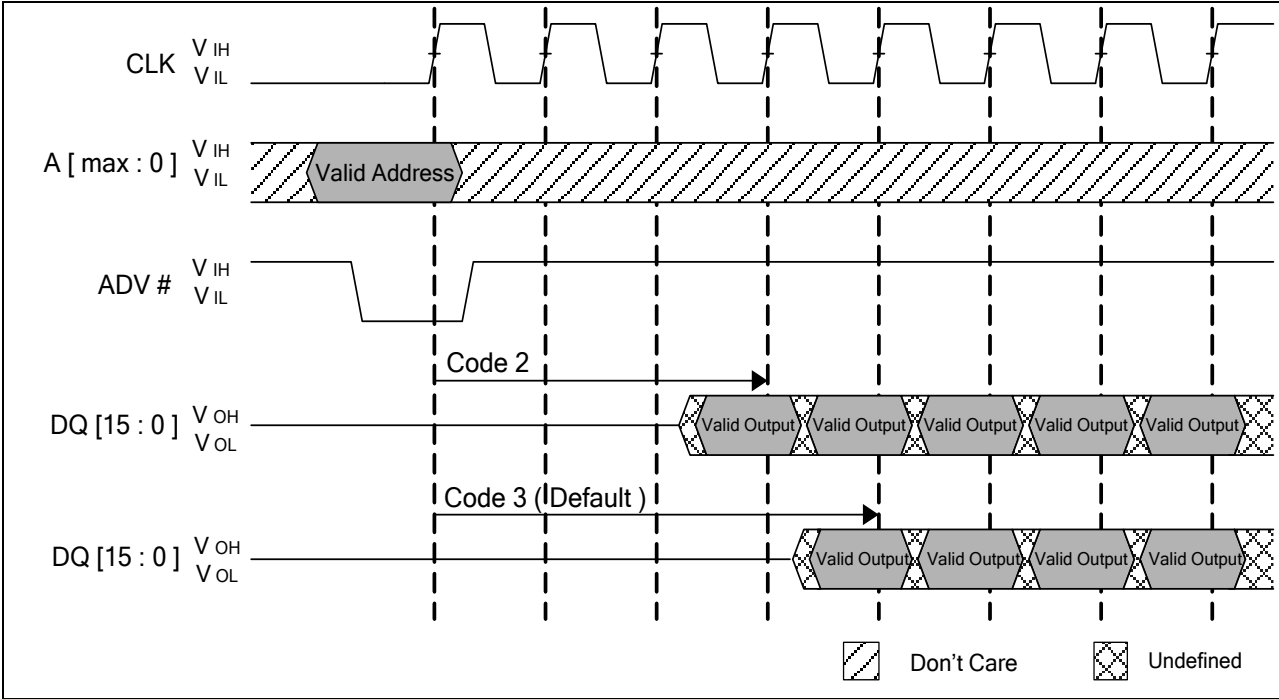 CLK V IH
V IL
A [ max : 0 ] V IH
V IL
Valid Address
ADV # V IH
V IL
Code 2
DQ [15 : 0 ] V OH
V OL
Valid Output Valid Output Valid Output Valid Output Valid Output
Code 3 ( Default )
DQ [15 : 0 ] V OH
V OL
Valid Output Valid Output Valid Output Valid Output
Don't Care Undefined